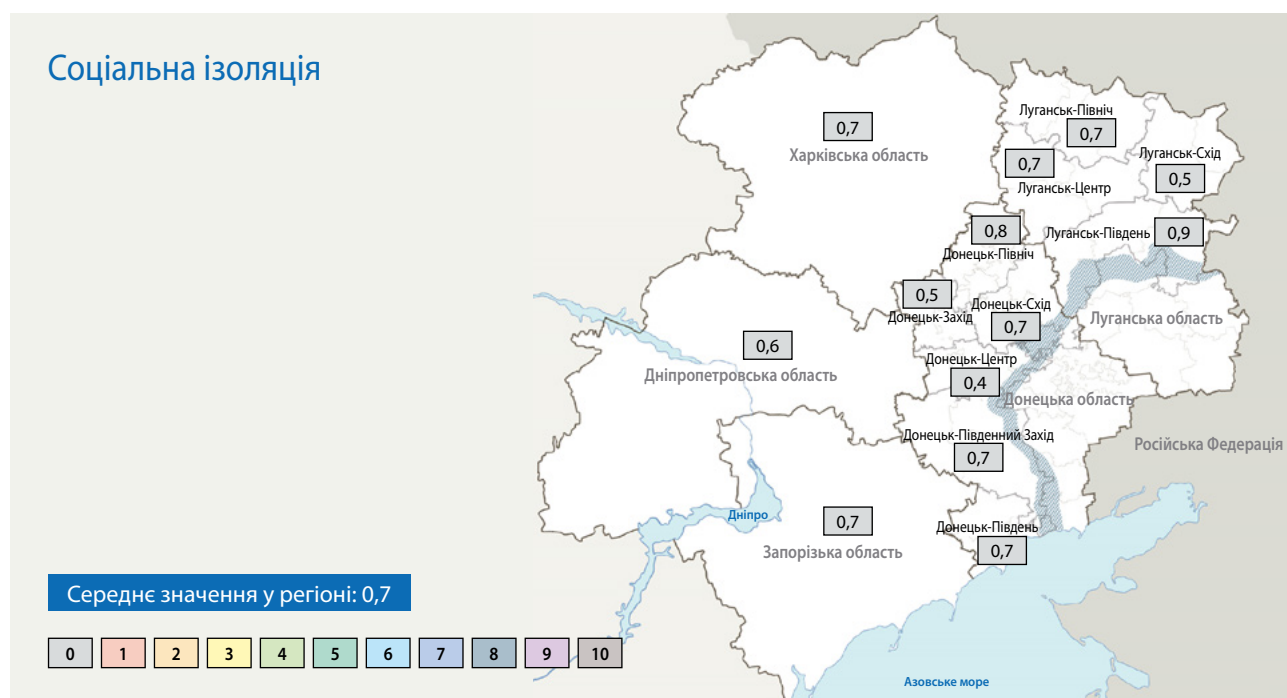 Соціальна ізоляція
0,7
Харківська область
Луганськ-Північ
0,7
Луганськ-Схід
0,5
0,7
Луганськ-Центр
Луганськ-Південь
0,9
0,8
Донецьк-Північ
0,5
Донецьк-Захід
Донецьк-Схід
0,7
Луганська область
0,6
Дніпропетровська область
Донецьк-Центр
0,4
Донецька область
Донецьк-Південний Захід
0,7
Російська Федерація
Дніпро
0,7
Запорізька область
Донецьк-Південь
0,7
Середнє значення у регіоні: 0,7
0 1 2 3 4 5 6 7 8 9 10
Азовське море